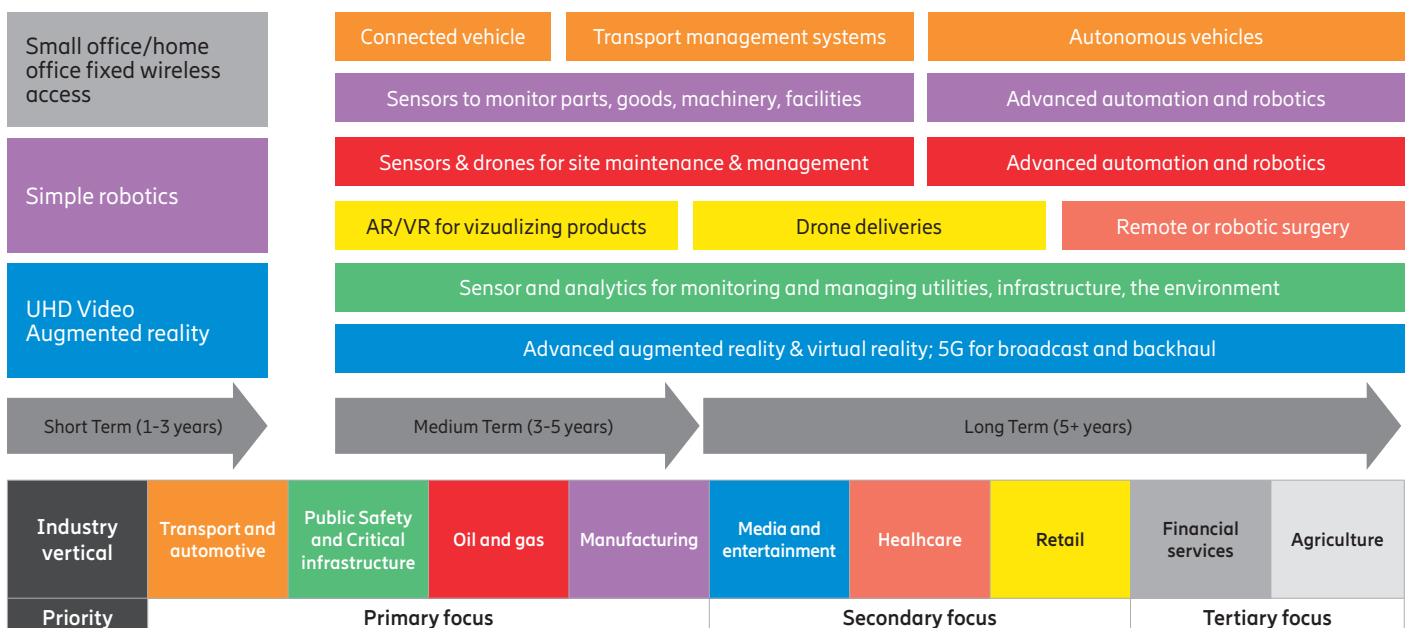 Small office/home
office fixed wireless
access
Simple robotics
UHD Video
Augmented reality
Connected vehicle
Transport management systems
Autonomous vehicles
Sensors to monitor parts, goods, machinery, facilities
Advanced automation and robotics
Sensors & drones for site maintenance & management
Advanced automation and robotics
AR/VR for vizualizing products
Drone deliveries
Remote or robotic surgery
Sensor and analytics for monitoring and managing utilities, infrastructure, the environment
Advanced augmented reality & virtual reality; 5G for broadcast and backhaul
Short Term (1-3 years)
Medium Term (3-5 years)
Long Term (5+ years)
Industry
vertical
Transport and
automotive
Public Safety
and Critical
infrastructure
Oil and gas
Manufacturing
Media and
entertainment
Healhcare
Retail
Financial
services
Agriculture
Priority
Primary focus
Secondary focus
Tertiary focus